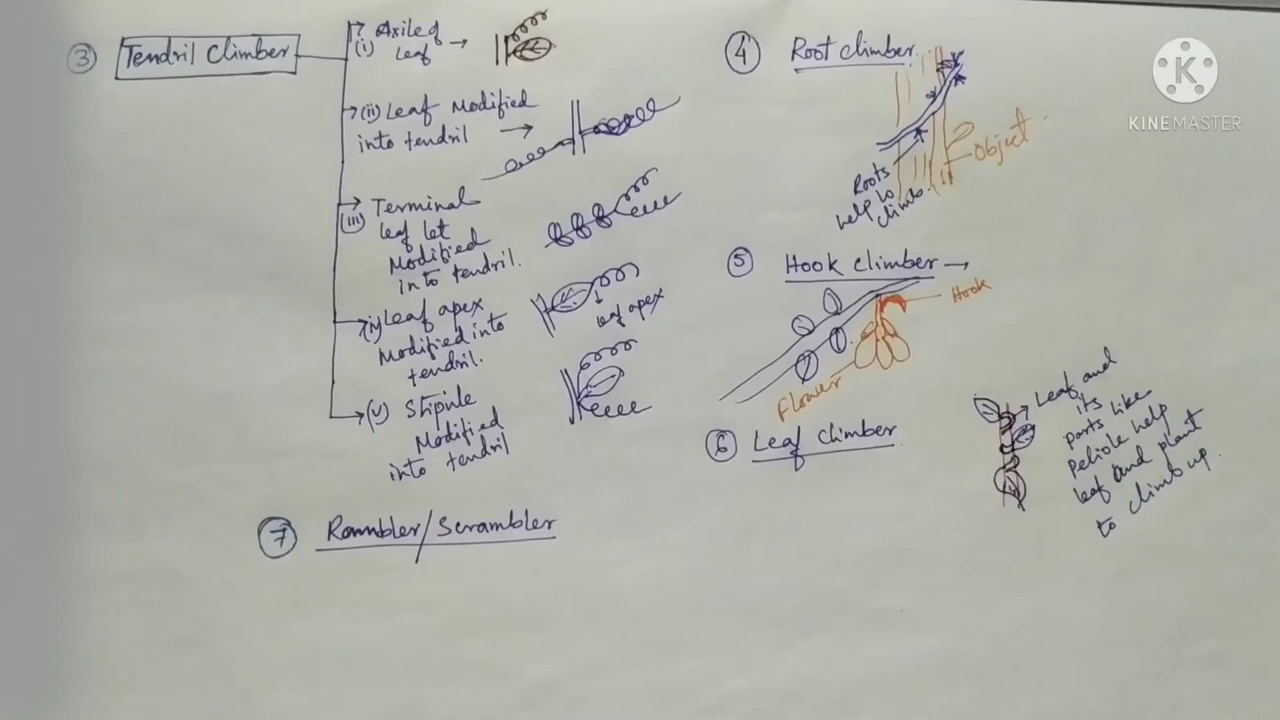 ③ Tendril Climber
(i) Axile of
leaf →
(ii) Leaf Modified
into tendril →
(iii) Terminal
leaf let
Modified
into tendril.
iv) Leaf apex
Modified into
tendril.
leaf apex
(v) Stipule
Modified
into tendril
④ Root climber
Object
Roots
help to
climb.
⑤ Hook climber →
Hook
Flower
⑥ Leaf climber
Leaf and
its
parts like
Petiole help
leaf and plant
to climb up.
⑦ Rambler/Scrambler
K
KINEMASTER